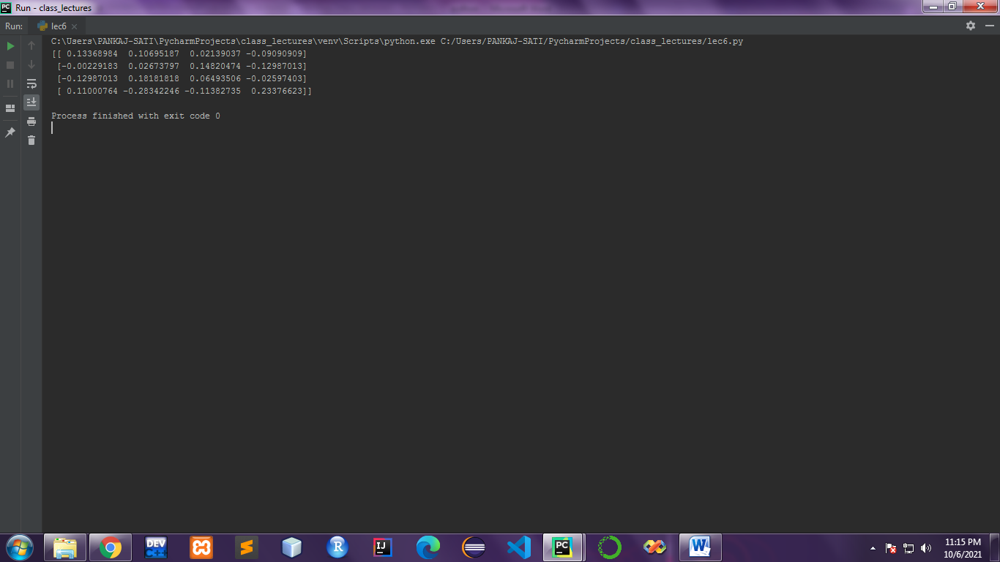 Run - class_lectures
Run: lec6
C:\Users\PANKAJ-SATI\PycharmProjects\class_lectures\venv\Scripts\python.exe C:/Users/PANKAJ-SATI/PycharmProjects/class_lectures/lec6.py
[[ 0.13368984  0.10695187  0.02139037 -0.09090909]
 [-0.00229183  0.02673797  0.14820474 -0.12987013]
 [-0.12987013  0.18181818  0.06493506 -0.02597403]
 [ 0.11000764 -0.28342246 -0.11382735  0.23376623]]
Process finished with exit code 0
DEV
C++
R
IJ
PC
W
11:15 PM
10/6/2021